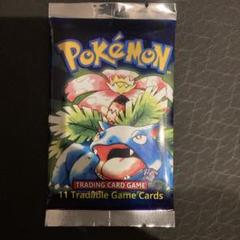 POKÉMON
TRADING CARD GAME
11 Tradable Game Cards